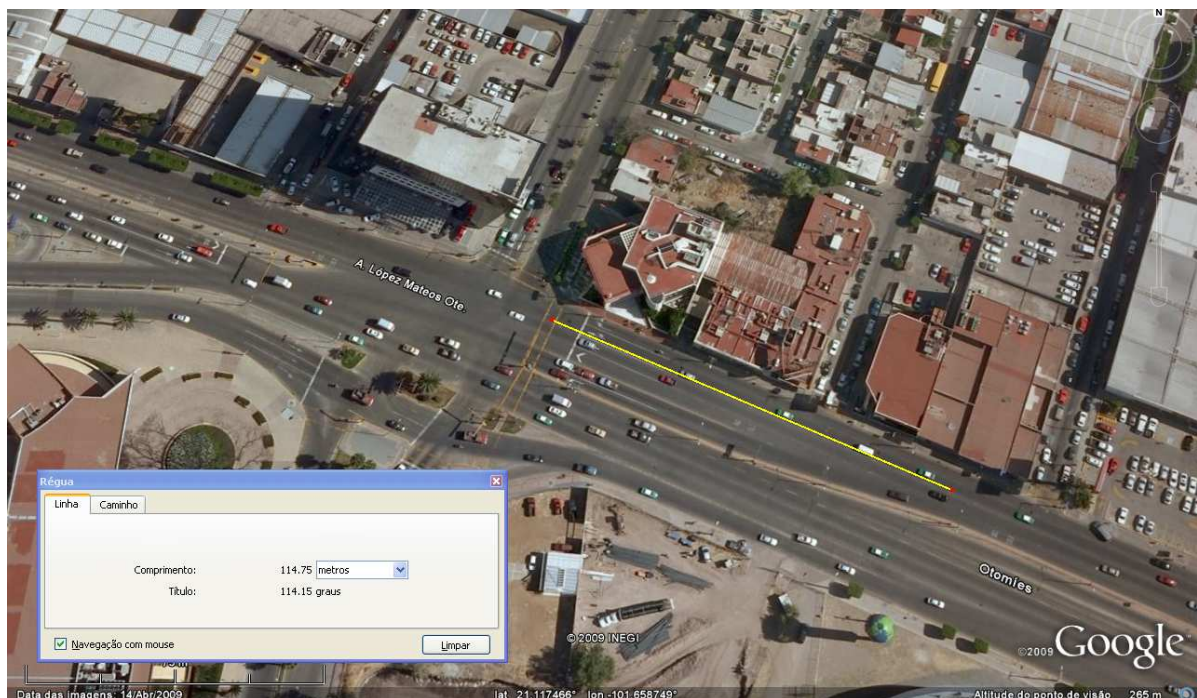 N
A. López Mateos Ote.
Otomíes
Régua
Linha
Caminho
Comprimento:
114.75 metros
Título:
114.15 graus
Navegação com mouse
Limpar
© 2009 INEGI
©2009 Google
Data das imagens: 14/Abr/2009
lat 21.117466° lon -101.658749°
Altitude do ponto de visão 265 m